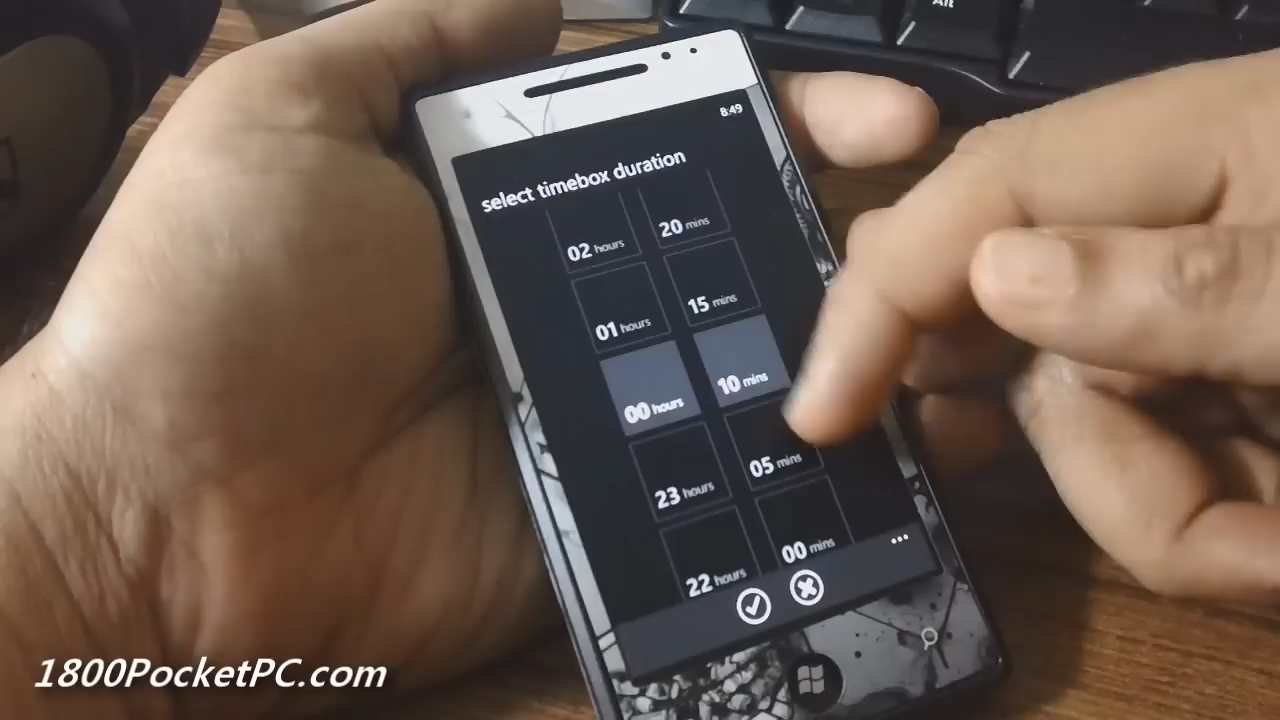 Alt
8:49
select timebox duration
02 hours 20 mins
01 hours 15 mins
00 hours 10 mins
23 hours 05 mins
22 hours 00 mins
1800PocketPC.com